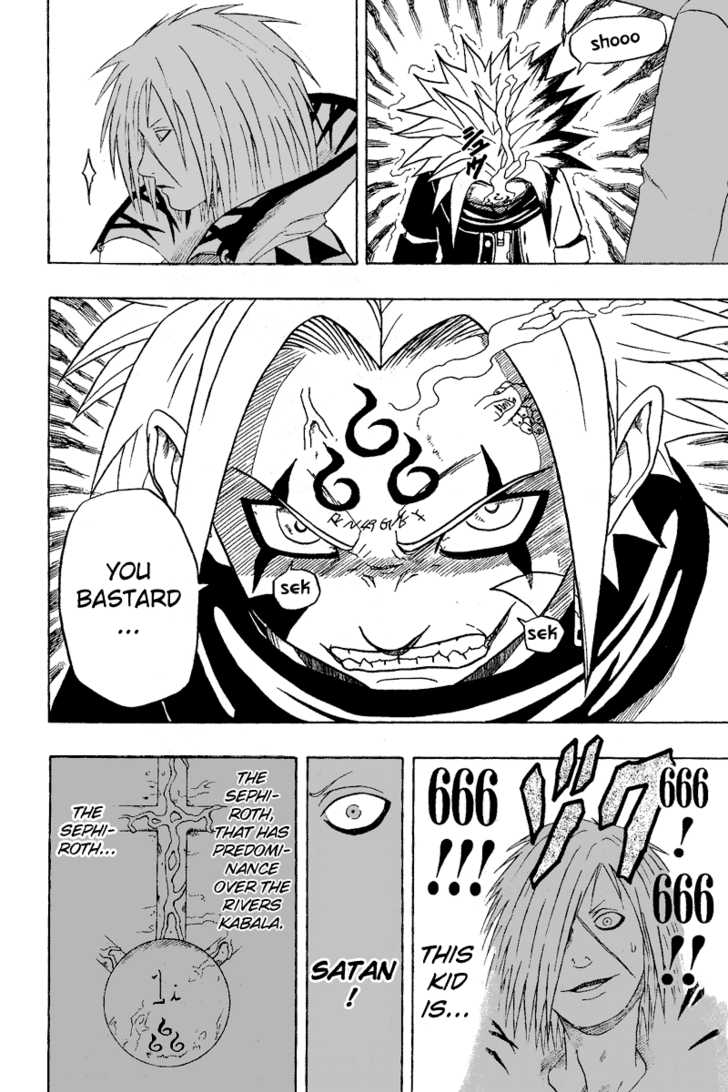 shooo
YOU
BASTARD
...
sek
sek
666
!
666
!!
666
!!!
THIS
KID
IS...
SATAN
!
THE
SEPHI-
ROTH,
THAT HAS
PREDOMI-
NANCE
OVER THE
RIVERS
KABALA.
THE
SEPHI-
ROTH...